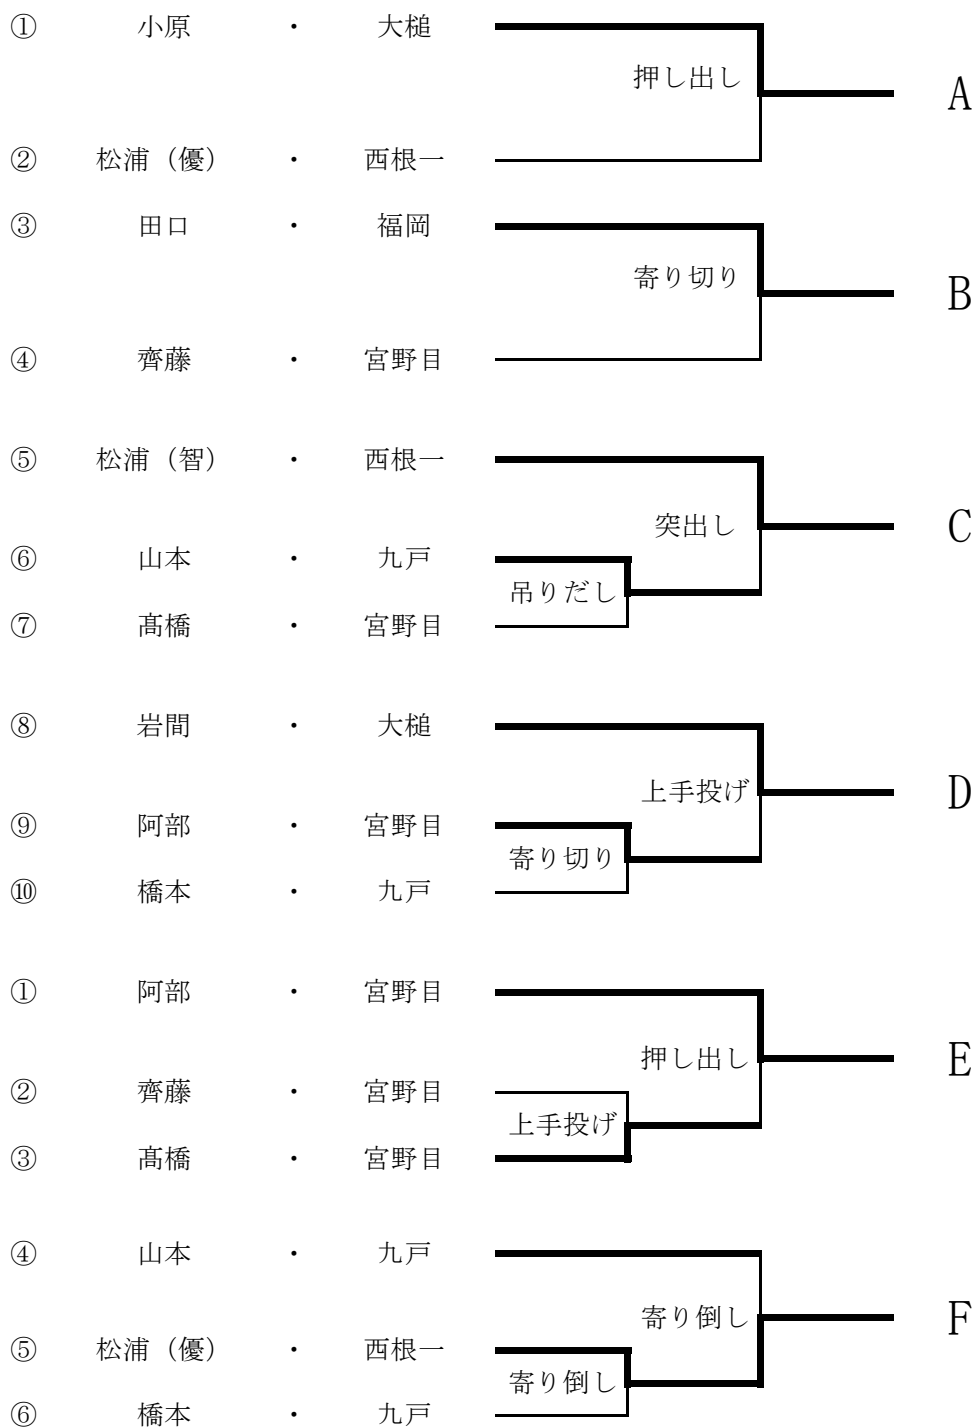 ① 小原 ・ 大槌
押し出し
A
② 松浦（優） ・ 西根一
③ 田口 ・ 福岡
寄り切り
B
④ 齊藤 ・ 宮野目
⑤ 松浦（智） ・ 西根一
突出し
C
⑥ 山本 ・ 九戸
吊りだし
⑦ 髙橋 ・ 宮野目
⑧ 岩間 ・ 大槌
上手投げ
D
⑨ 阿部 ・ 宮野目
寄り切り
⑩ 橋本 ・ 九戸
① 阿部 ・ 宮野目
押し出し
E
② 齊藤 ・ 宮野目
上手投げ
③ 髙橋 ・ 宮野目
④ 山本 ・ 九戸
寄り倒し
F
⑤ 松浦（優） ・ 西根一
寄り倒し
⑥ 橋本 ・ 九戸